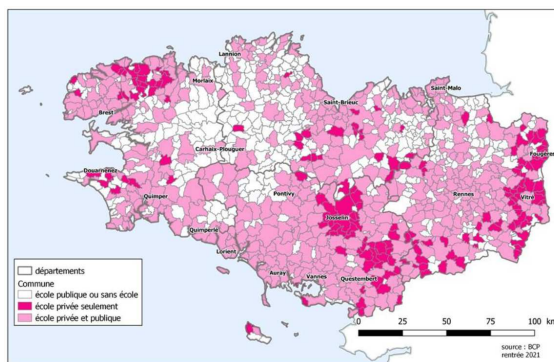 Lannion
Morlaix
Saint-Malo
Saint-Brieuc
Brest
Fougères
Carhaix-Plouguer
Douarnenez
Pontivy
Rennes
Vitré
Quimper
Josselin
Quimperlé
Lorient
Auray
Vannes
Questembert
départements
Commune
école publique ou sans école
école privée seulement
école privée et publique
0 25 50 75 100 km
source : BCP
rentrée 2021